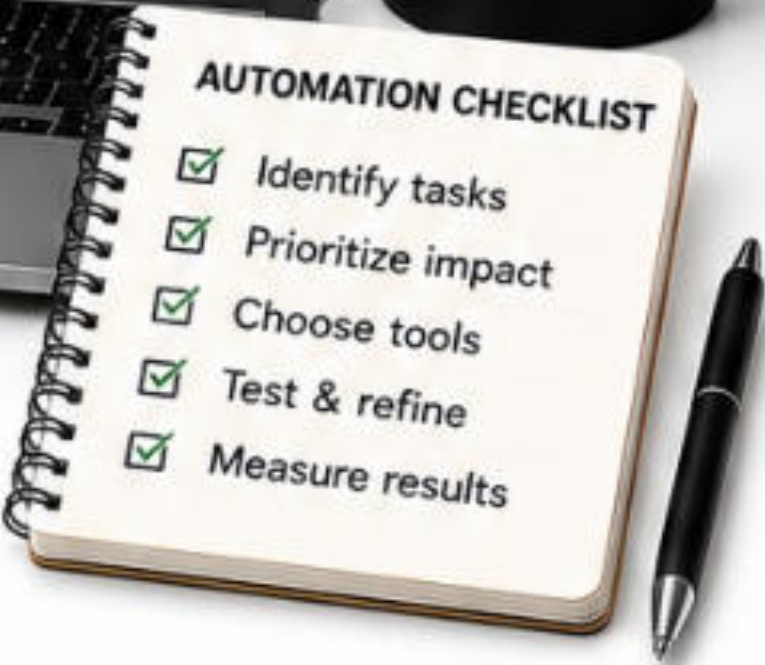 AUTOMATION CHECKLIST
Identify tasks
Prioritize impact
Choose tools
Test & refine
Measure results